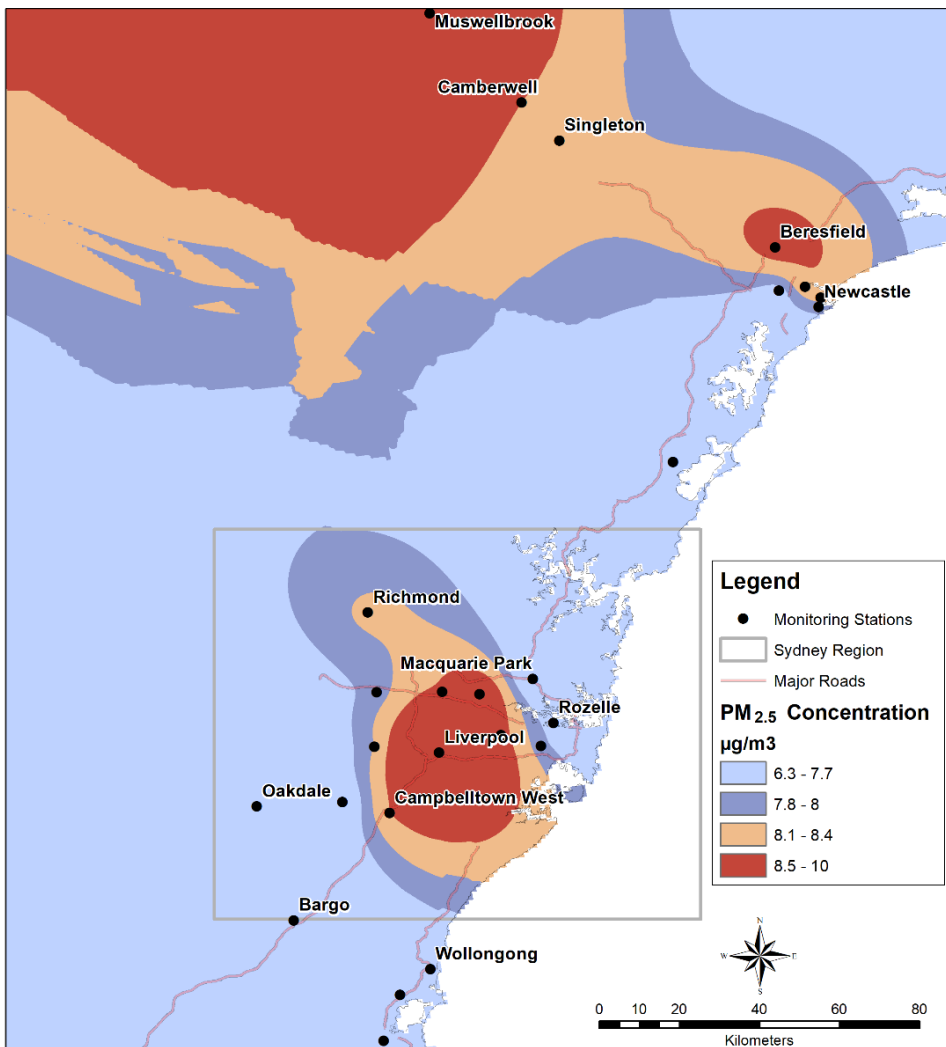 Muswellbrook
Camberwell
Singleton
Beresfield
Newcastle
Richmond
Macquarie Park
Rozelle
Liverpool
Oakdale
Campbelltown West
Bargo
Wollongong
Legend
Monitoring Stations
Sydney Region
Major Roads
PM2.5 Concentration
µg/m3
6.3 - 7.7
7.8 - 8
8.1 - 8.4
8.5 - 10
N
W E
S
0 10 20 40 60 80
Kilometers